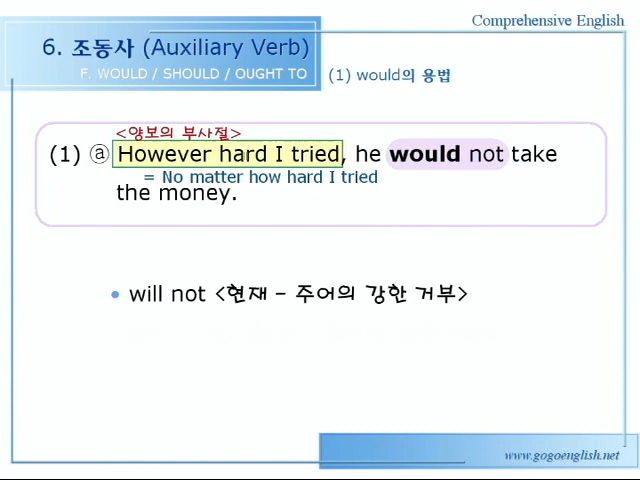 Comprehensive English
6. 조동사 (Auxiliary Verb)
F. WOULD / SHOULD / OUGHT TO
(1) would의 용법
<양보의 부사절>
(1) ⓐ However hard I tried, he would not take
= No matter how hard I tried
the money.
• will not <현재 - 주어의 강한 거부>
www.gogoenglish.net